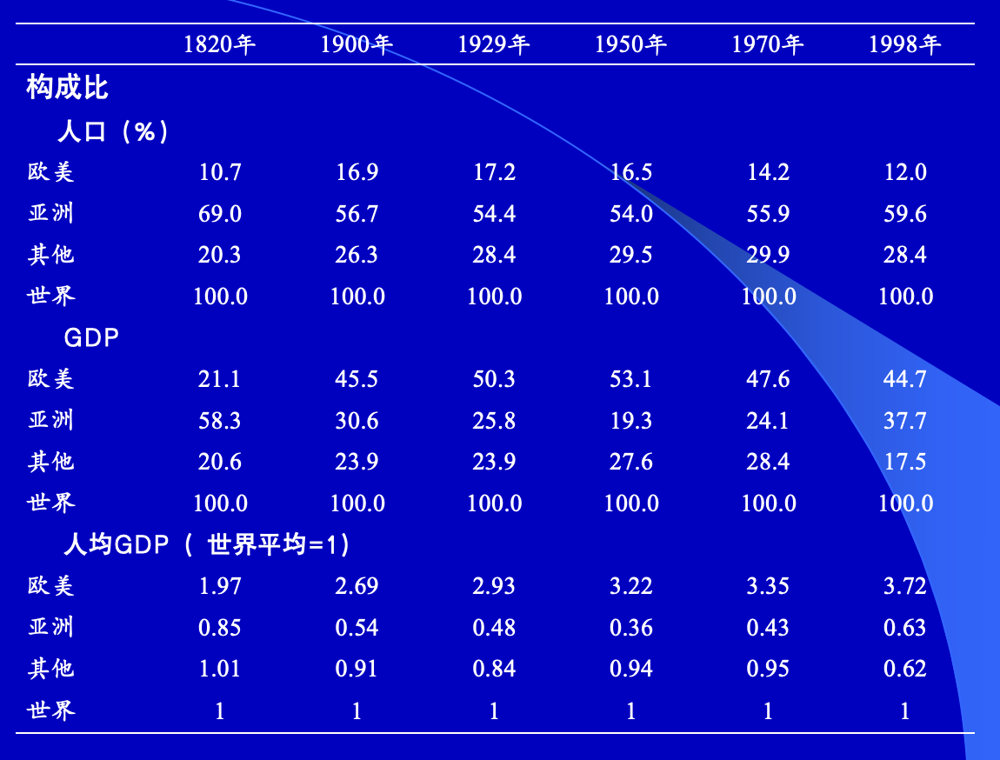 1820年 1900年 1929年 1950年 1970年 1998年
构成比
人口（%）
欧美 10.7 16.9 17.2 16.5 14.2 12.0
亚洲 69.0 56.7 54.4 54.0 55.9 59.6
其他 20.3 26.3 28.4 29.5 29.9 28.4
世界 100.0 100.0 100.0 100.0 100.0 100.0
GDP
欧美 21.1 45.5 50.3 53.1 47.6 44.7
亚洲 58.3 30.6 25.8 19.3 24.1 37.7
其他 20.6 23.9 23.9 27.6 28.4 17.5
世界 100.0 100.0 100.0 100.0 100.0 100.0
人均GDP（ 世界平均=1）
欧美 1.97 2.69 2.93 3.22 3.35 3.72
亚洲 0.85 0.54 0.48 0.36 0.43 0.63
其他 1.01 0.91 0.84 0.94 0.95 0.62
世界 1 1 1 1 1 1